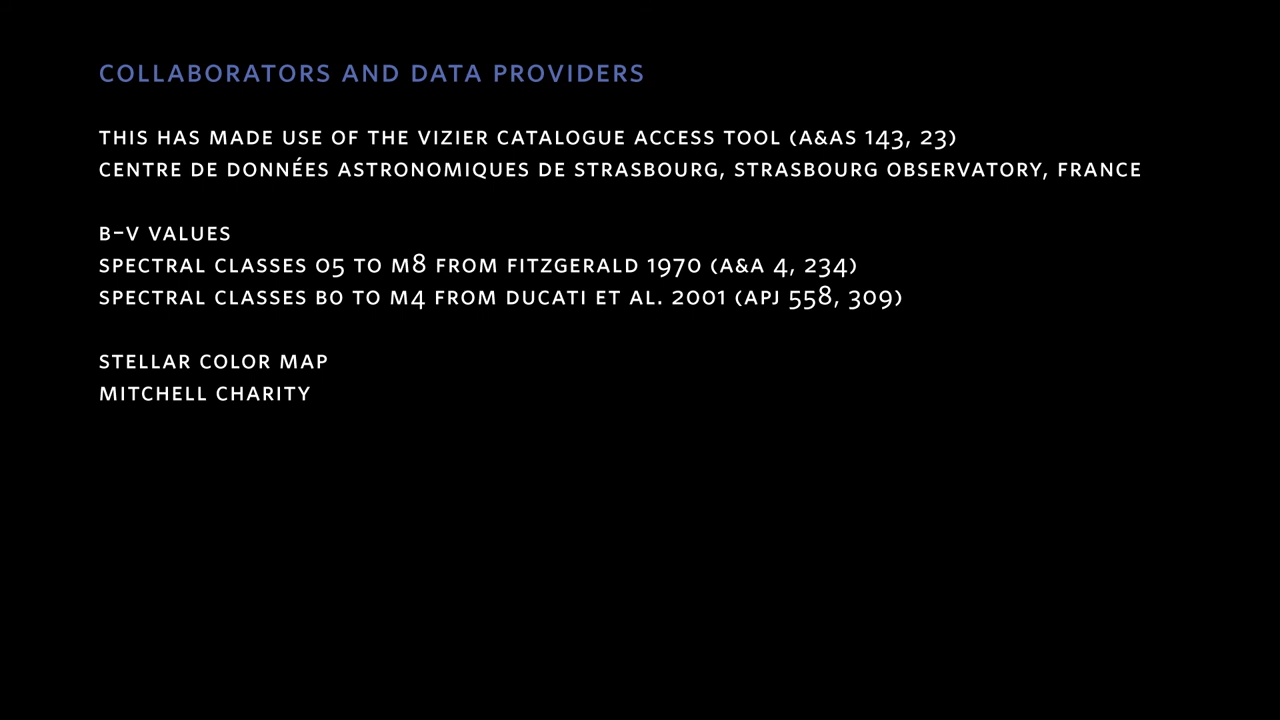 COLLABORATORS AND DATA PROVIDERS
THIS HAS MADE USE OF THE VIZIER CATALOGUE ACCESS TOOL (A&AS 143, 23)
CENTRE DE DONNÉES ASTRONOMIQUES DE STRASBOURG, STRASBOURG OBSERVATORY, FRANCE
B–V VALUES
SPECTRAL CLASSES O5 TO M8 FROM FITZGERALD 1970 (A&A 4, 234)
SPECTRAL CLASSES B0 TO M4 FROM DUCATI ET AL. 2001 (APJ 558, 309)
STELLAR COLOR MAP
MITCHELL CHARITY